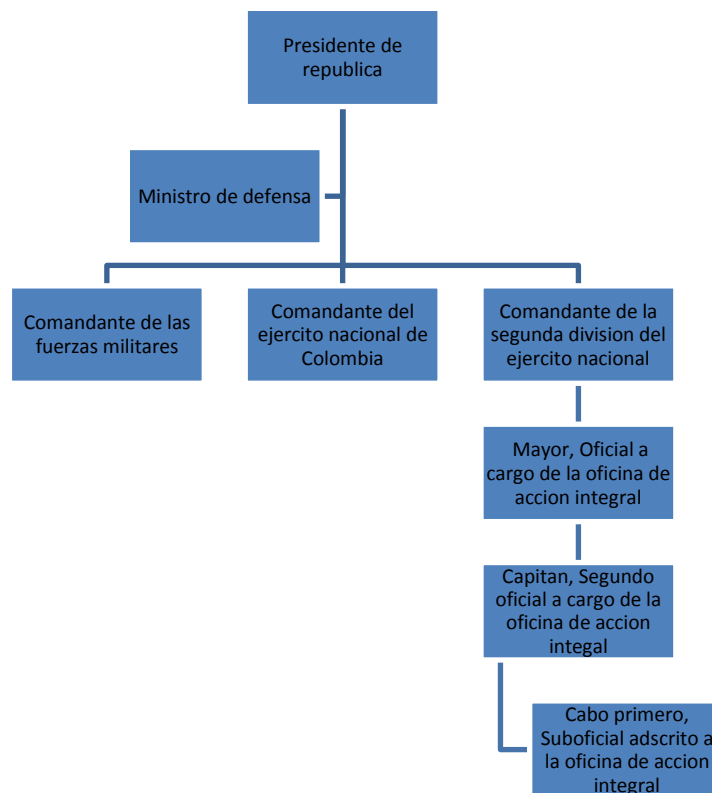 Presidente de
republica
Ministro de defensa
Comandante de las
fuerzas militares
Comandante del
ejercito nacional de
Colombia
Comandante de la
segunda division del
ejercito nacional
Mayor, Oficial a
cargo de la oficina de
accion integral
Capitan, Segundo
oficial a cargo de la
oficina de accion
integal
Cabo primero,
Suboficial adscrito a
la oficina de accion
integral